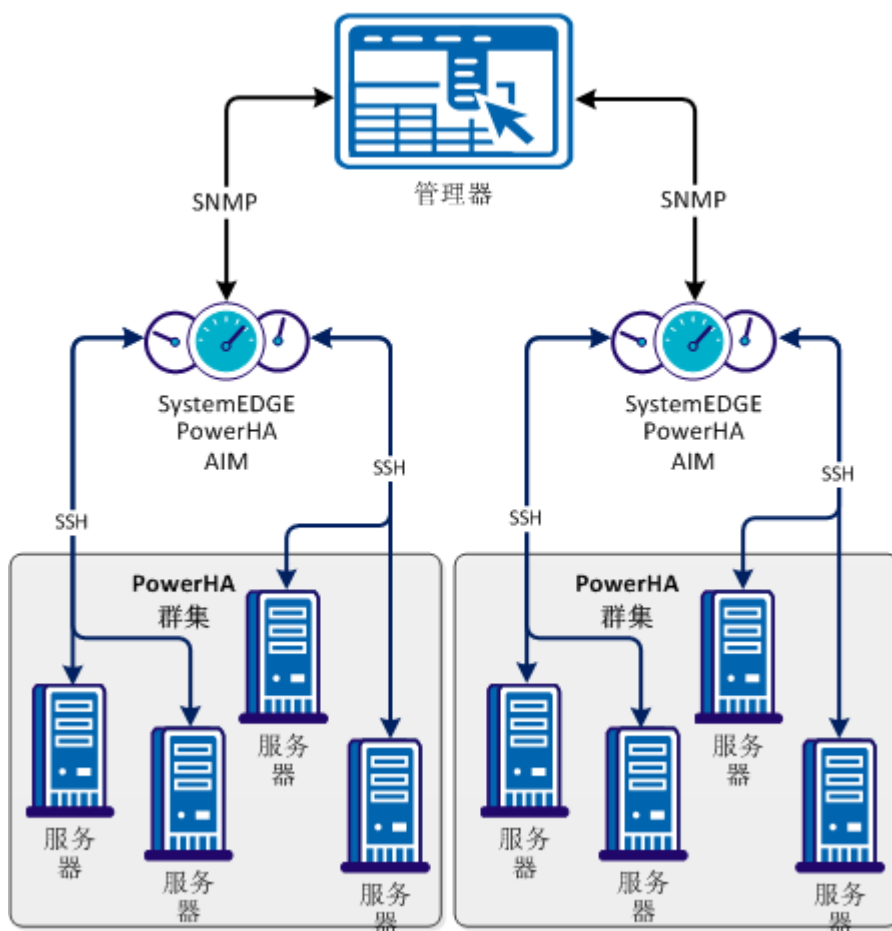 管理器
SNMP
SNMP
SystemEDGE
PowerHA
AIM
SystemEDGE
PowerHA
AIM
SSH
SSH
SSH
SSH
PowerHA
群集
PowerHA
群集
服务
器
服务
器
服务
器
服务
器
服务
器
服务
器
服务
器
服务
器